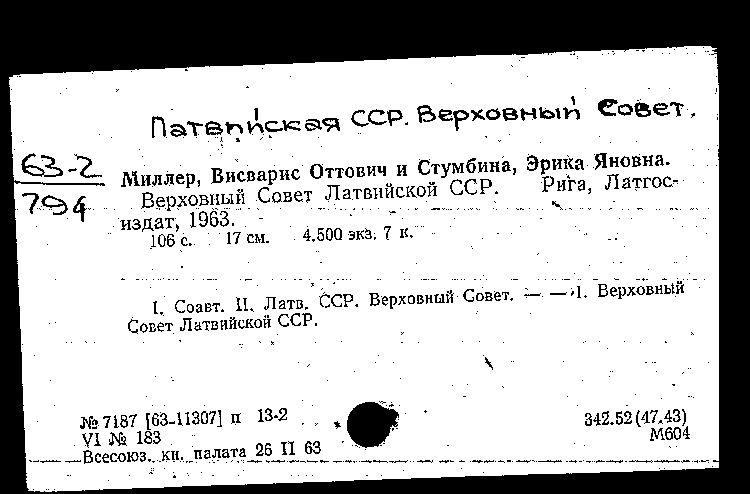 Латвийская ССР. Верховный Совет.
63-2
794
Миллер, Висварис Оттович и Стумбина, Эрика Яновна.
Верховный Совет Латвийской ССР. Рига, Латгос-
издат, 1963.
106 с. 17 см. 4.500 экз. 7 к.
I. Соавт. II. Латв. ССР. Верховный Совет. — — 1. Верховный
Совет Латвийской ССР.
№ 7187 [63-11307] п 13-2
VI № 183
Всесоюз. кн. палата 26 II 63
342.52(47.43)
М604